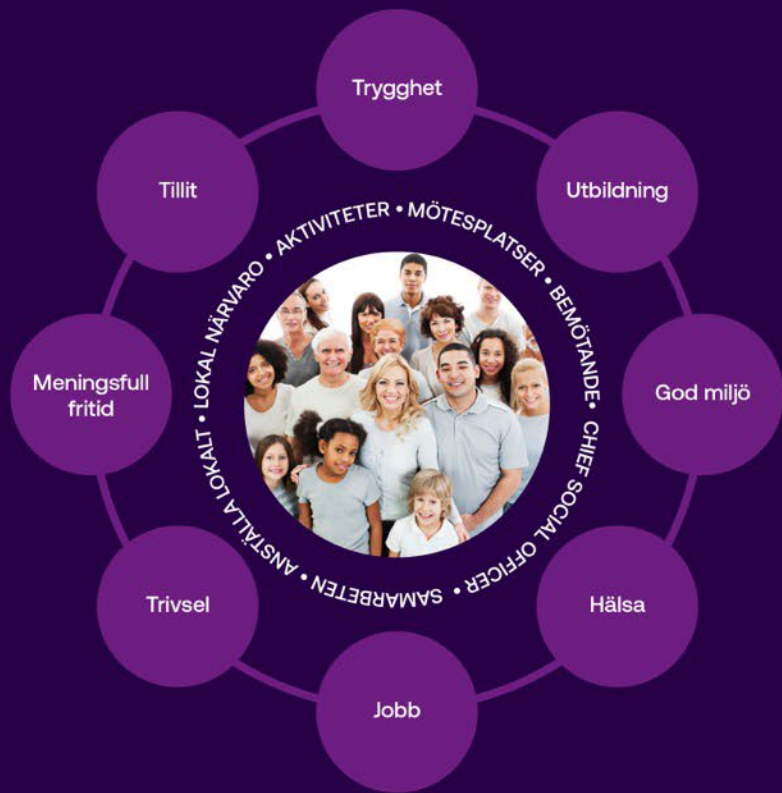 Trygghet
Utbildning
God miljö
Hälsa
Jobb
Trivsel
Meningsfull
fritid
Tillit
LOKAL NÄRVARO • AKTIVITETER • MÖTESPLATSER • BEMÖTANDE • CHIEF SOCIAL OFFICER • SAMARBETEN • ANSTÄLLA LOKALT •